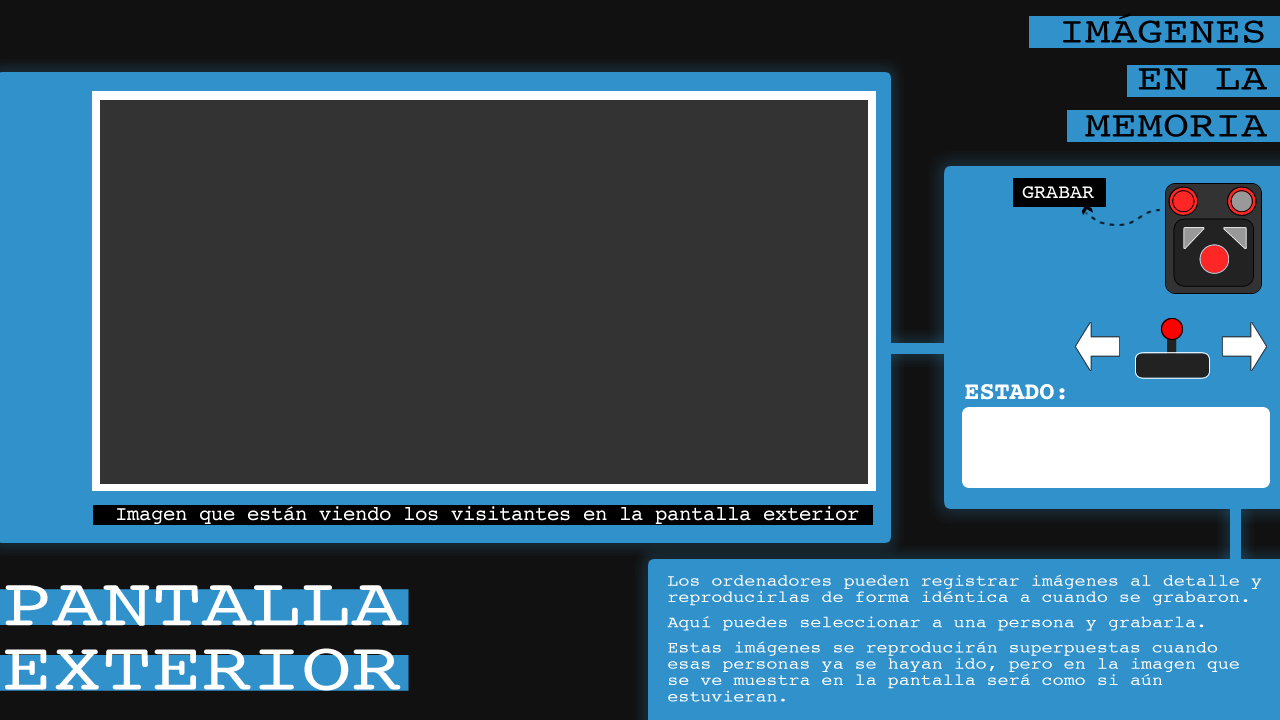 IMÁGENES
EN LA
MEMORIA
GRABAR
ESTADO:
Imagen que están viendo los visitantes en la pantalla exterior
PANTALLA
EXTERIOR
Los ordenadores pueden registrar imágenes al detalle y
reproducirlas de forma idéntica a cuando se grabaron.
Aquí puedes seleccionar a una persona y grabarla.
Estas imágenes se reproducirán superpuestas cuando
esas personas ya se hayan ido, pero en la imagen que
se ve muestra en la pantalla será como si aún
estuvieran.